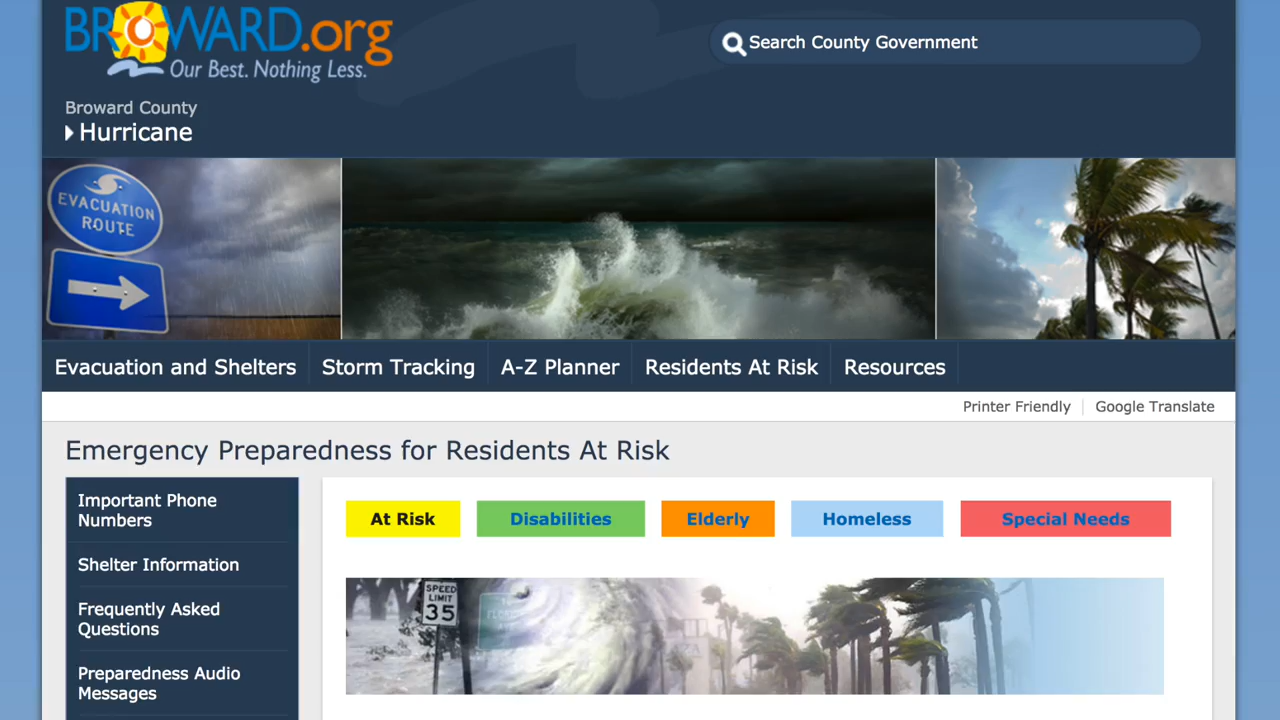 BROWARD.org
Our Best. Nothing Less.
Search County Government
Broward County
Hurricane
EVACUATION
ROUTE
Evacuation and Shelters
Storm Tracking
A-Z Planner
Residents At Risk
Resources
Printer Friendly
Google Translate
Emergency Preparedness for Residents At Risk
Important Phone
Numbers
Shelter Information
Frequently Asked
Questions
Preparedness Audio
Messages
At Risk
Disabilities
Elderly
Homeless
Special Needs
SPEED
LIMIT
35